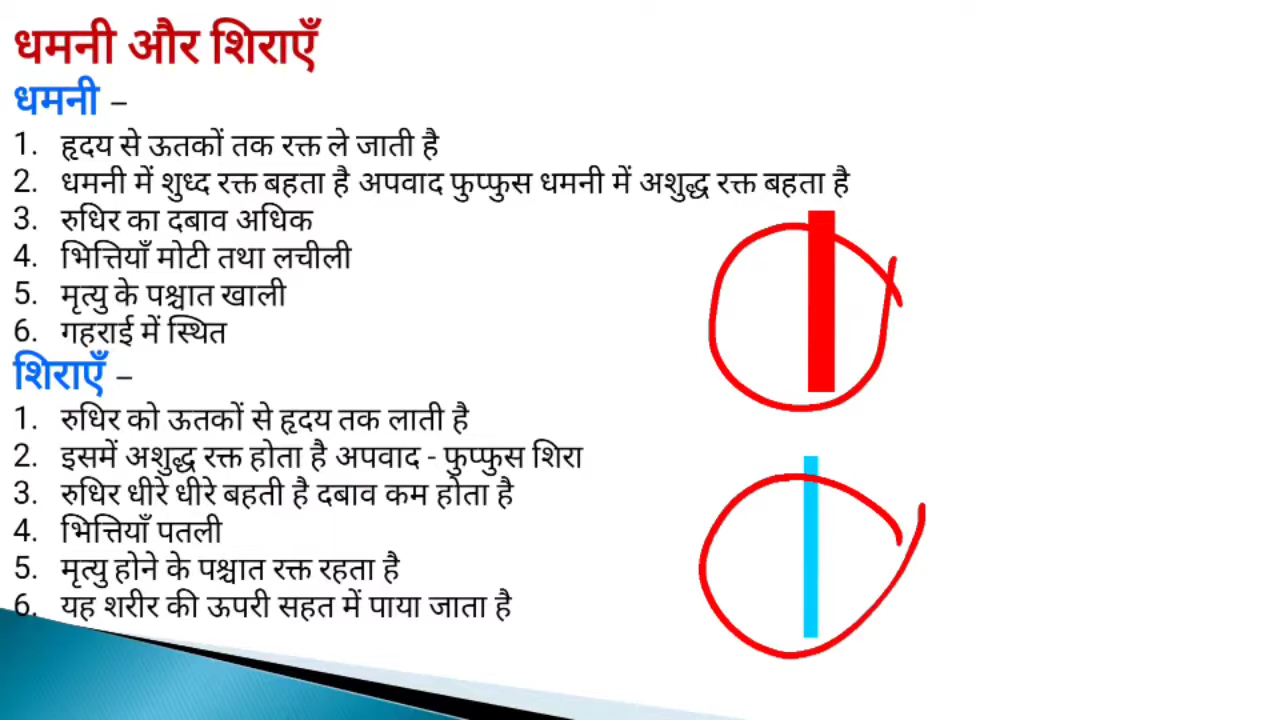 धमनी और शिराएँ
धमनी –
1. हृदय से ऊतकों तक रक्त ले जाती है
2. धमनी में शुध्द रक्त बहता है अपवाद फुप्फुस धमनी में अशुद्ध रक्त बहता है
3. रुधिर का दबाव अधिक
4. भित्तियाँ मोटी तथा लचीली
5. मृत्यु के पश्चात खाली
6. गहराई में स्थित
शिराएँ –
1. रुधिर को ऊतकों से हृदय तक लाती है
2. इसमें अशुद्ध रक्त होता है अपवाद - फुप्फुस शिरा
3. रुधिर धीरे धीरे बहती है दबाव कम होता है
4. भित्तियाँ पतली
5. मृत्यु होने के पश्चात रक्त रहता है
6. यह शरीर की ऊपरी सहत में पाया जाता है